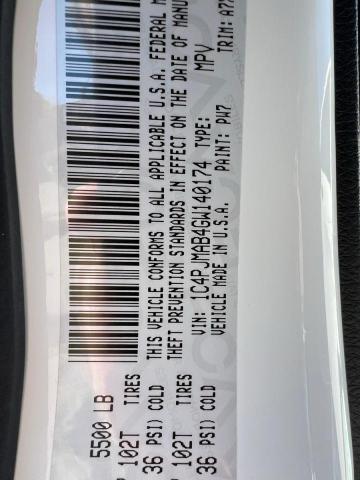 5500 LB
102T TIRES
36 PSI) COLD
102T TIRES
36 PSI) COLD
THIS VEHICLE CONFORMS TO ALL APPLICABLE U.S.A. FEDERAL M
THEFT PREVENTION STANDARDS IN EFFECT ON THE DATE OF MANU
VIN: 1C4PJMAB4GW140174 TYPE: MPV
VEHICLE MADE IN U.S.A. PAINT: PW7 TRIM: A7